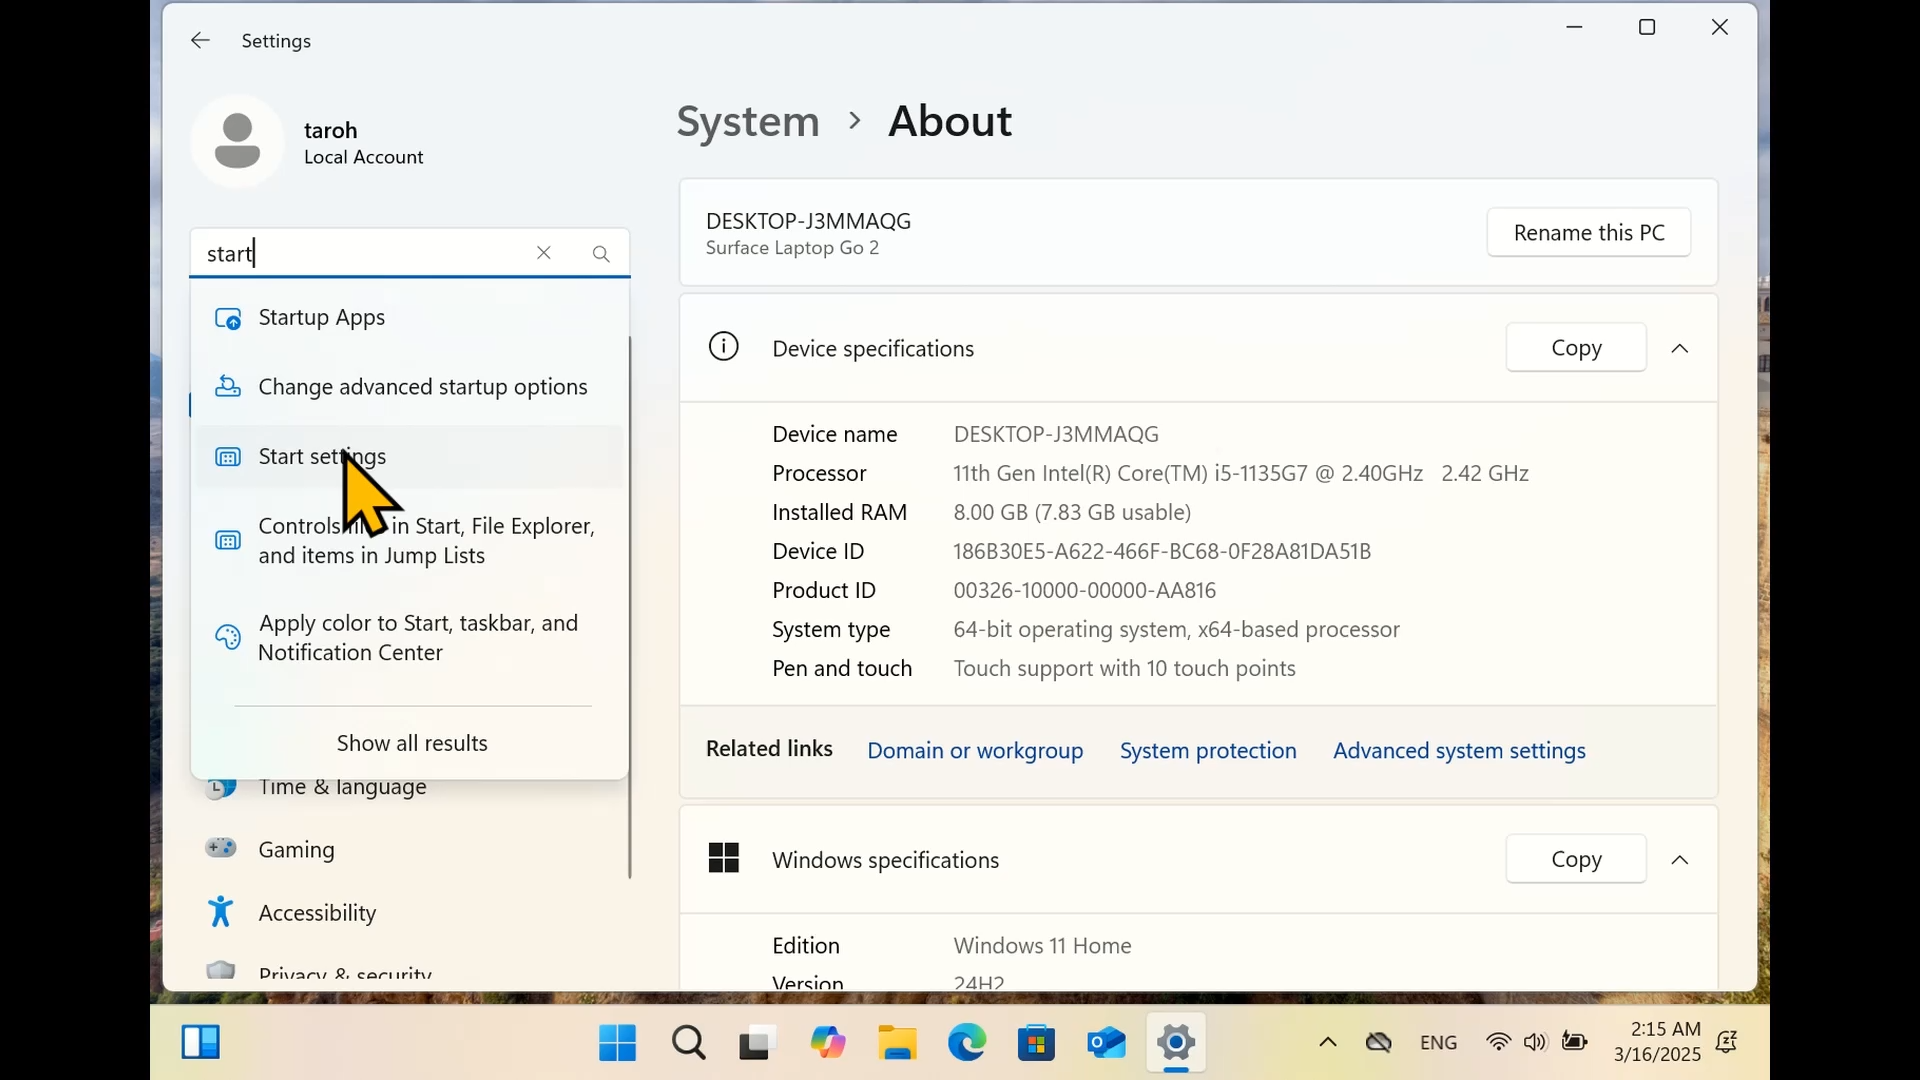 Settings
taroh
Local Account
start
Startup Apps
Change advanced startup options
Start settings
Controls in Start, File Explorer,
and items in Jump Lists
Apply color to Start, taskbar, and
Notification Center
Show all results
Time & language
Gaming
Accessibility
Privacy & security
System > About
DESKTOP-J3MMAQG
Surface Laptop Go 2
Rename this PC
Device specifications
Copy
Device name DESKTOP-J3MMAQG
Processor 11th Gen Intel(R) Core(TM) i5-1135G7 @ 2.40GHz 2.42 GHz
Installed RAM 8.00 GB (7.83 GB usable)
Device ID 186B30E5-A622-466F-BC68-0F28A81DA51B
Product ID 00326-10000-00000-AA816
System type 64-bit operating system, x64-based processor
Pen and touch Touch support with 10 touch points
Related links Domain or workgroup System protection Advanced system settings
Windows specifications
Copy
Edition Windows 11 Home
Version 24H2
ENG
2:15 AM
3/16/2025